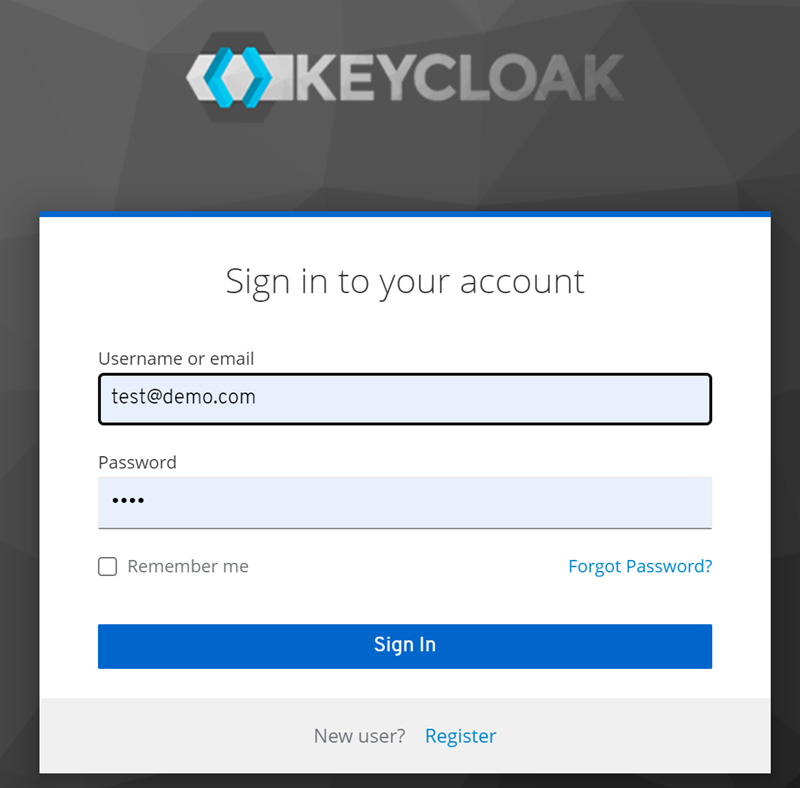 KEYCLOAK
Sign in to your account
Username or email
test@demo.com
Password
••••
Remember me
Forgot Password?
Sign In
New user? Register